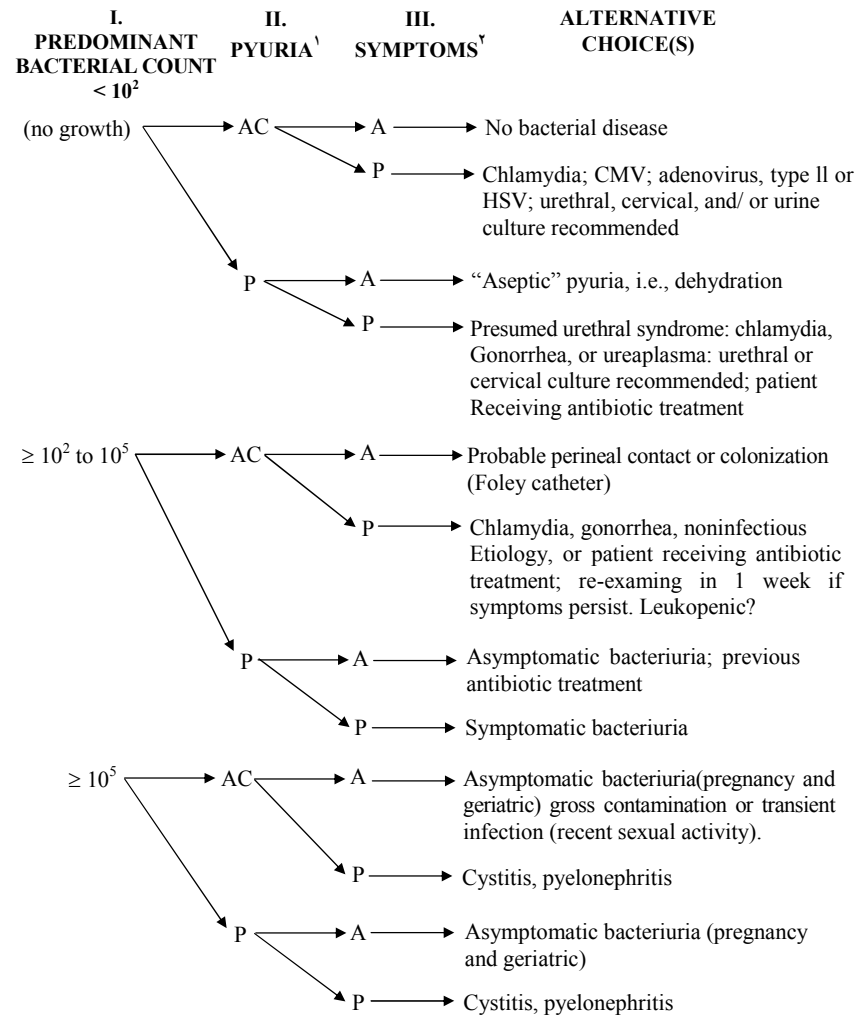 I.
PREDOMINANT
BACTERIAL COUNT
< 10²
II.
PYURIA¹
III.
SYMPTOMS٢
ALTERNATIVE
CHOICE(S)
(no growth) AC A No bacterial disease
P Chlamydia; CMV; adenovirus, type ll or
HSV; urethral, cervical, and/ or urine
culture recommended
P A “Aseptic” pyuria, i.e., dehydration
P Presumed urethral syndrome: chlamydia,
Gonorrhea, or ureaplasma: urethral or
cervical culture recommended; patient
Receiving antibiotic treatment
≥ 10² to 10⁵ AC A Probable perineal contact or colonization
(Foley catheter)
P Chlamydia, gonorrhea, noninfectious
Etiology, or patient receiving antibiotic
treatment; re-examing in 1 week if
symptoms persist. Leukopenic?
P A Asymptomatic bacteriuria; previous
antibiotic treatment
P Symptomatic bacteriuria
≥ 10⁵ AC A Asymptomatic bacteriuria(pregnancy and
geriatric) gross contamination or transient
infection (recent sexual activity).
P Cystitis, pyelonephritis
P A Asymptomatic bacteriuria (pregnancy
and geriatric)
P Cystitis, pyelonephritis